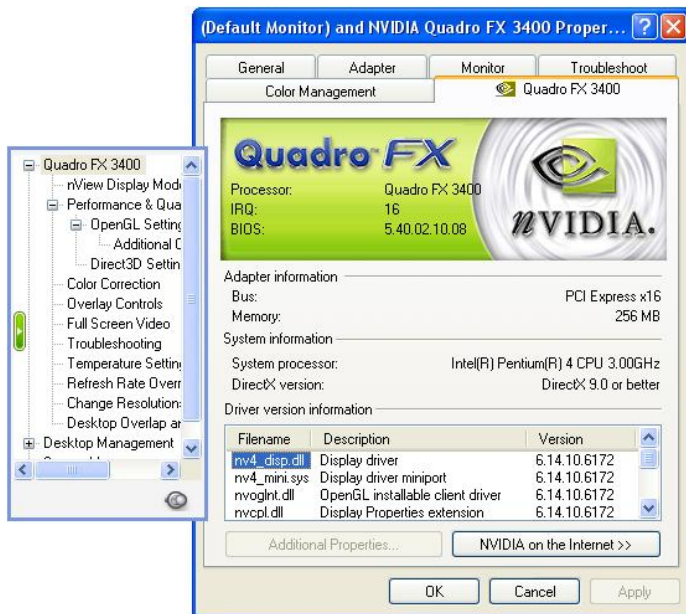 (Default Monitor) and NVIDIA Quadro FX 3400 Proper...
General Adapter Monitor Troubleshoot
Color Management Quadro FX 3400
Quadro FX 3400
nView Display Mod
Performance & Qua
OpenGL Setting
Additional
Direct3D Settin
Color Correction
Overlay Controls
Full Screen Video
Troubleshooting
Temperature Setting
Refresh Rate Overr
Change Resolution
Desktop Overlap an
Desktop Management
Quadro™ FX
Processor: Quadro FX 3400
IRQ: 16
BIOS: 5.40.02.10.08
nVIDIA.
Adapter information
Bus: PCI Express x16
Memory: 256 MB
System information
System processor: Intel(R) Pentium(R) 4 CPU 3.00GHz
DirectX version: DirectX 9.0 or better
Driver version information
Filename Description Version
nv4_disp.dll Display driver 6.14.10.6172
nv4_mini.sys Display driver miniport 6.14.10.6172
nvoglnt.dll OpenGL installable client driver 6.14.10.6172
nvcpl.dll Display Properties extension 6.14.10.6172
Additional Properties... NVIDIA on the Internet >>
OK Cancel Apply